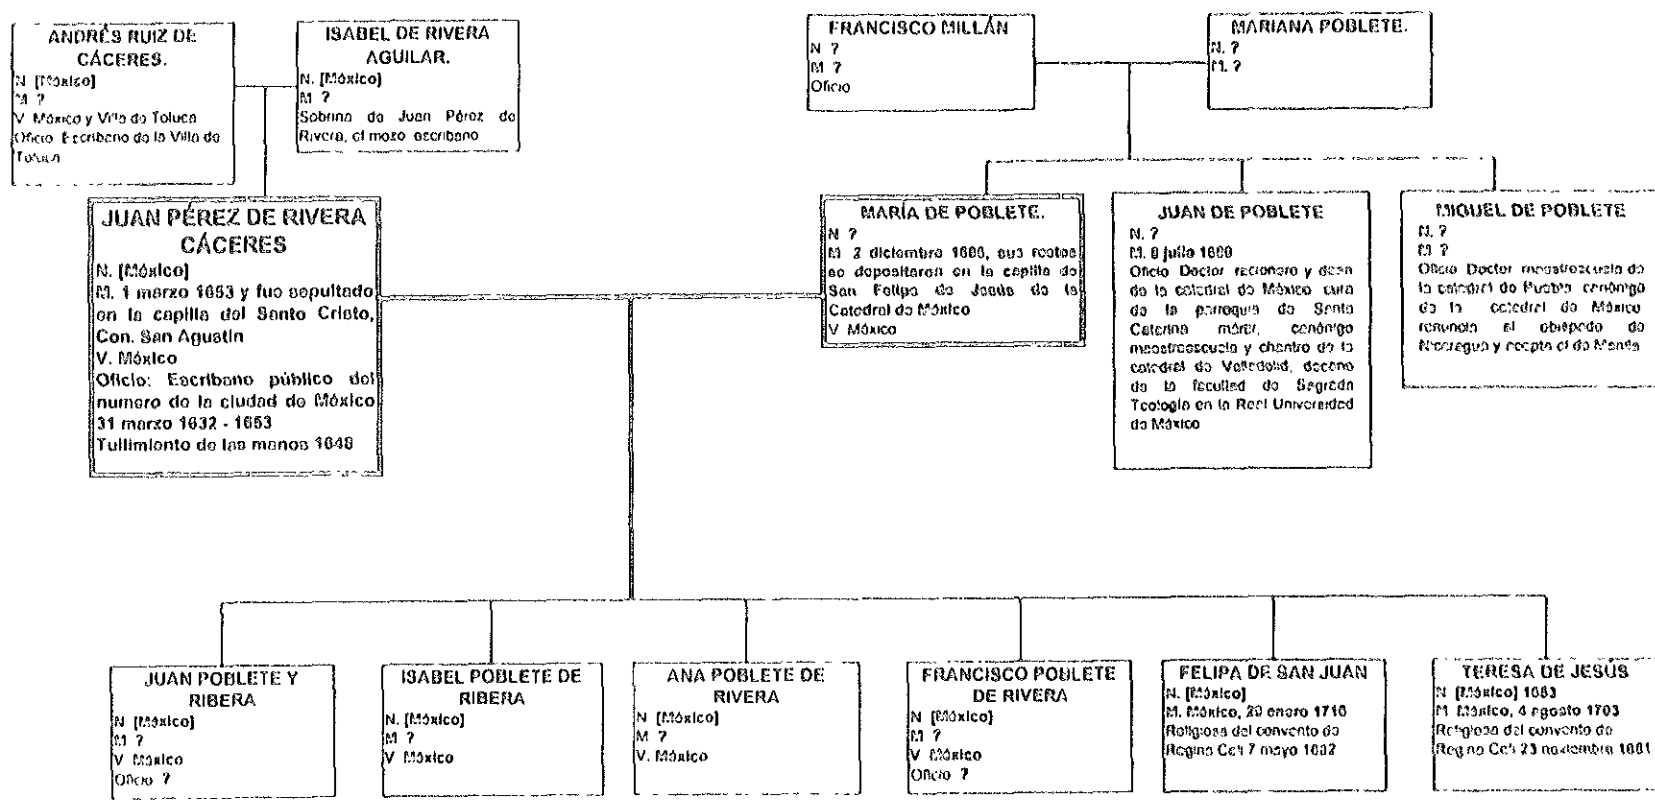 ANDRÉS RUIZ DE
CÁCERES.
N [México]
M ?
V México y Villa de Toluca
Oficio Escribano de la Villa de
Toluca
ISABEL DE RIVERA
AGUILAR.
N. [México]
M ?
Sobrina de Juan Pérez de
Rivera, el mozo escribano
FRANCISCO MILLÁN
N ?
M ?
Oficio
MARIANA POBLETE.
N. ?
M. ?
JUAN PÉREZ DE RIVERA
CÁCERES
N. [México]
M. 1 marzo 1653 y fue sepultado
en la capilla del Santo Cristo,
Con. San Agustín
V. México
Oficio: Escribano público del
numero de la ciudad de México
31 marzo 1632 - 1653
Tullimiento de las manos 1648
MARÍA DE POBLETE.
N ?
M 2 diciembre, sus restos
se depositaron en la capilla de
San Felipe de Jesús de la
Catedral de México
V México
JUAN DE POBLETE
N. ?
M. julio
Oficio Doctor racionero y dean
de la catedral de México cura
de la parroquia de Santa
Caterina mártir, canónigo
maestrescuela y chantre de la
catedral de Valladolid, decano
de la facultad de Sagrada
Teología en la Real Universidad
de México
MIGUEL DE POBLETE
N. ?
M ?
Oficio Doctor maestrescuela de
la catedral de Puebla canónigo
de la catedral de México
renuncia al obispado de
Nicaragua y acepta el de Manila
JUAN POBLETE Y
RIBERA
N [México]
M ?
V México
Oficio ?
ISABEL POBLETE DE
RIBERA
N. [México]
M ?
V México
ANA POBLETE DE
RIVERA
N [México]
M ?
V. México
FRANCISCO POBLETE
DE RIVERA
N [México]
M ?
V México
Oficio ?
FELIPA DE SAN JUAN
N. [México]
M. México, enero 1710
Religiosa del convento de
Regina Celi 7 mayo
TERESA DE JESÚS
N [México]
M México, 4 agosto 1703
Religiosa del convento de
Regina Celi 23 noviembre